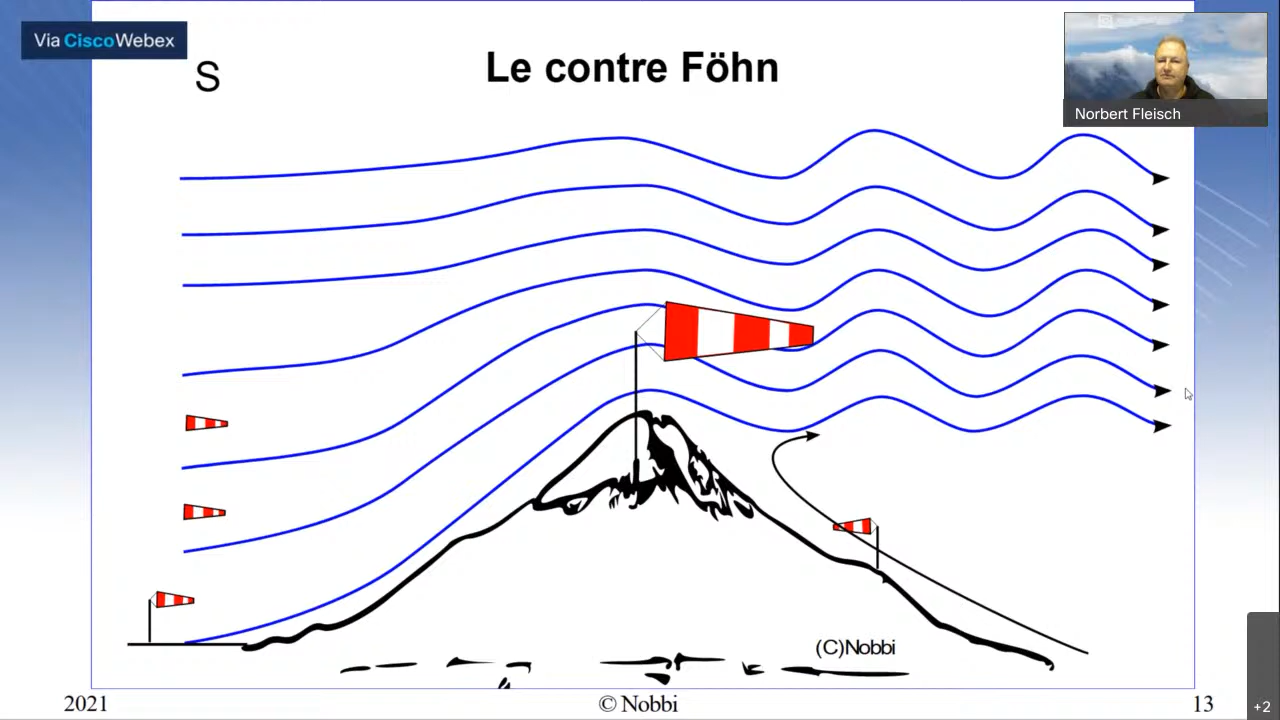 Via CiscoWebex
S
Le contre Föhn
Norbert Fleisch
(C)Nobbi
2021
© Nobbi
13
+2